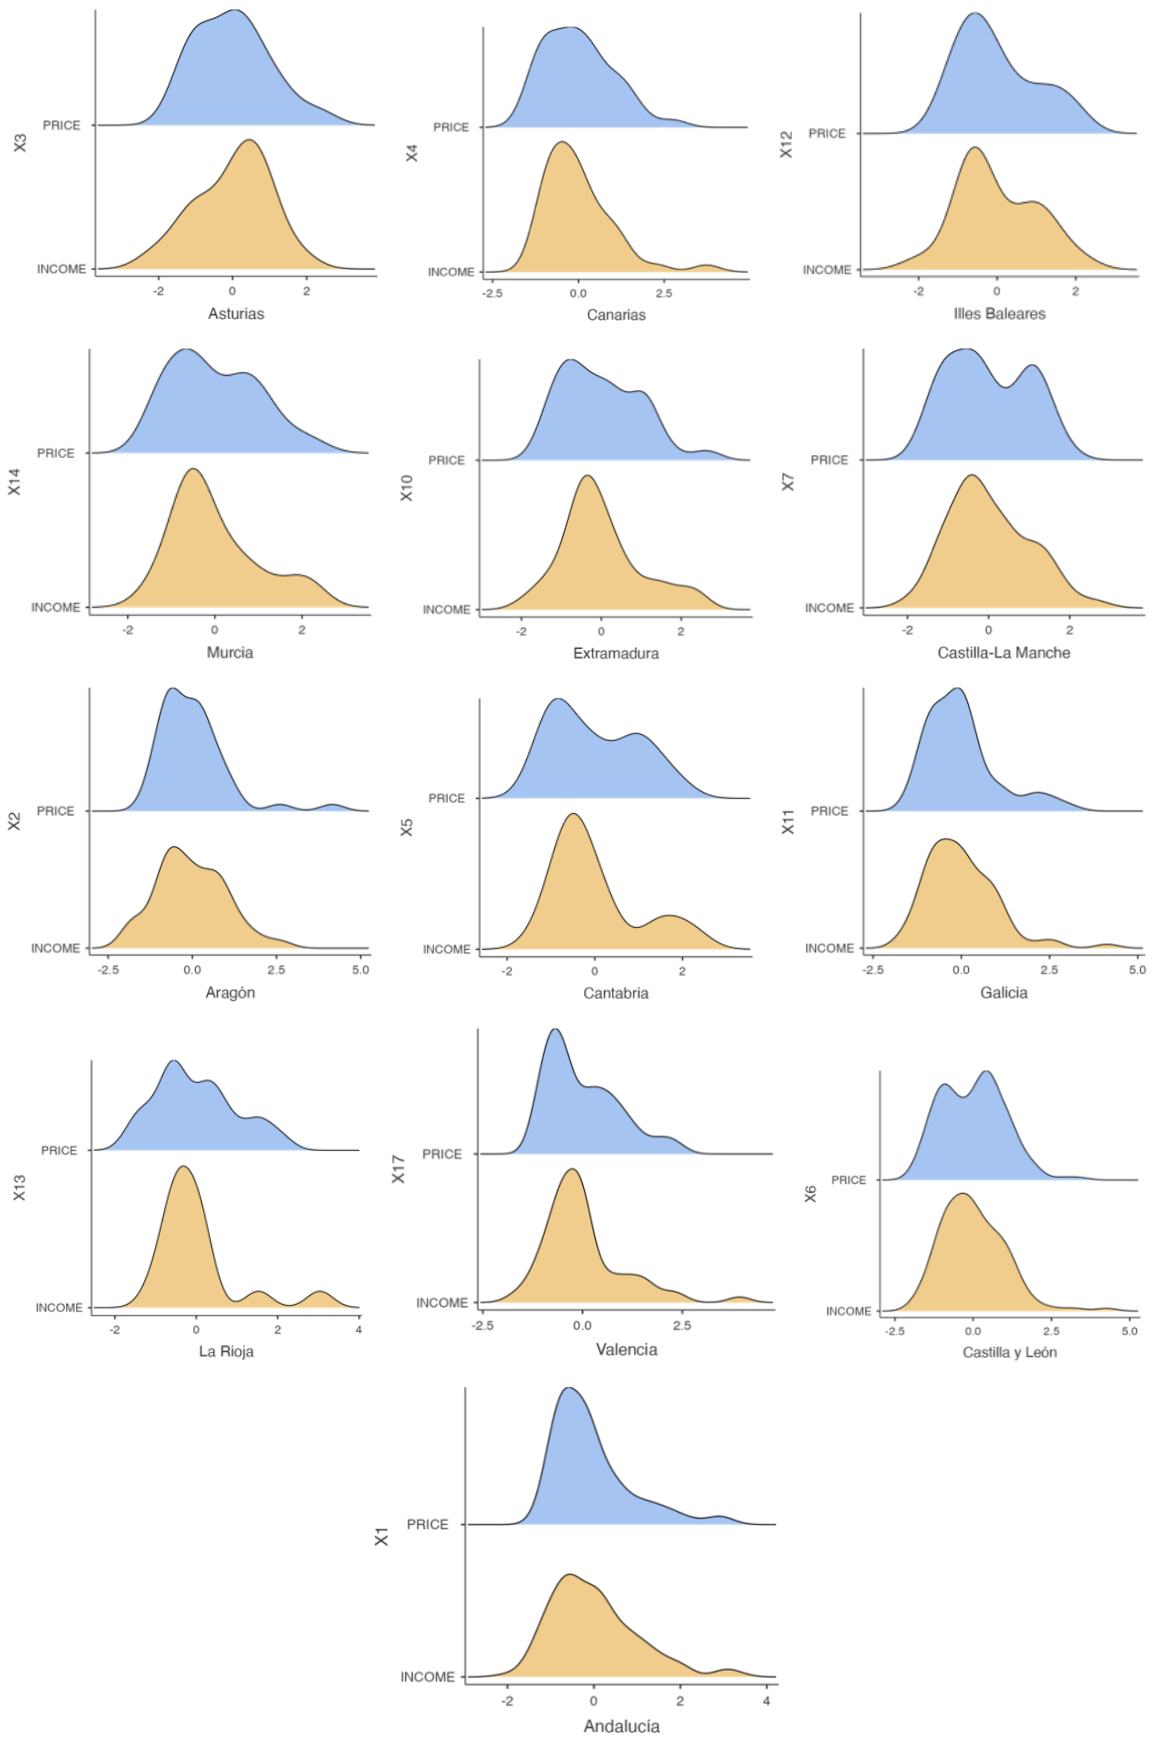 X3
PRICE
INCOME
-2 0 2
Asturias
X4
PRICE
INCOME
-2.5 0.0 2.5
Canarias
X12
PRICE
INCOME
-2 0 2
Illes Baleares
X14
PRICE
INCOME
-2 0 2
Murcia
X10
PRICE
INCOME
-2 0 2
Extramadura
X7
PRICE
INCOME
-2 0 2
Castilla-La Manche
X2
PRICE
INCOME
-2.5 0.0 2.5 5.0
Aragón
X5
PRICE
INCOME
-2 0 2
Cantabria
X11
PRICE
INCOME
-2.5 0.0 2.5 5.0
Galicia
X13
PRICE
INCOME
-2 0 2 4
La Rioja
X17
PRICE
INCOME
-2.5 0.0 2.5
Valencia
X6
PRICE
INCOME
-2.5 0.0 2.5 5.0
Castilla y León
X1
PRICE
INCOME
-2 0 2 4
Andalucía